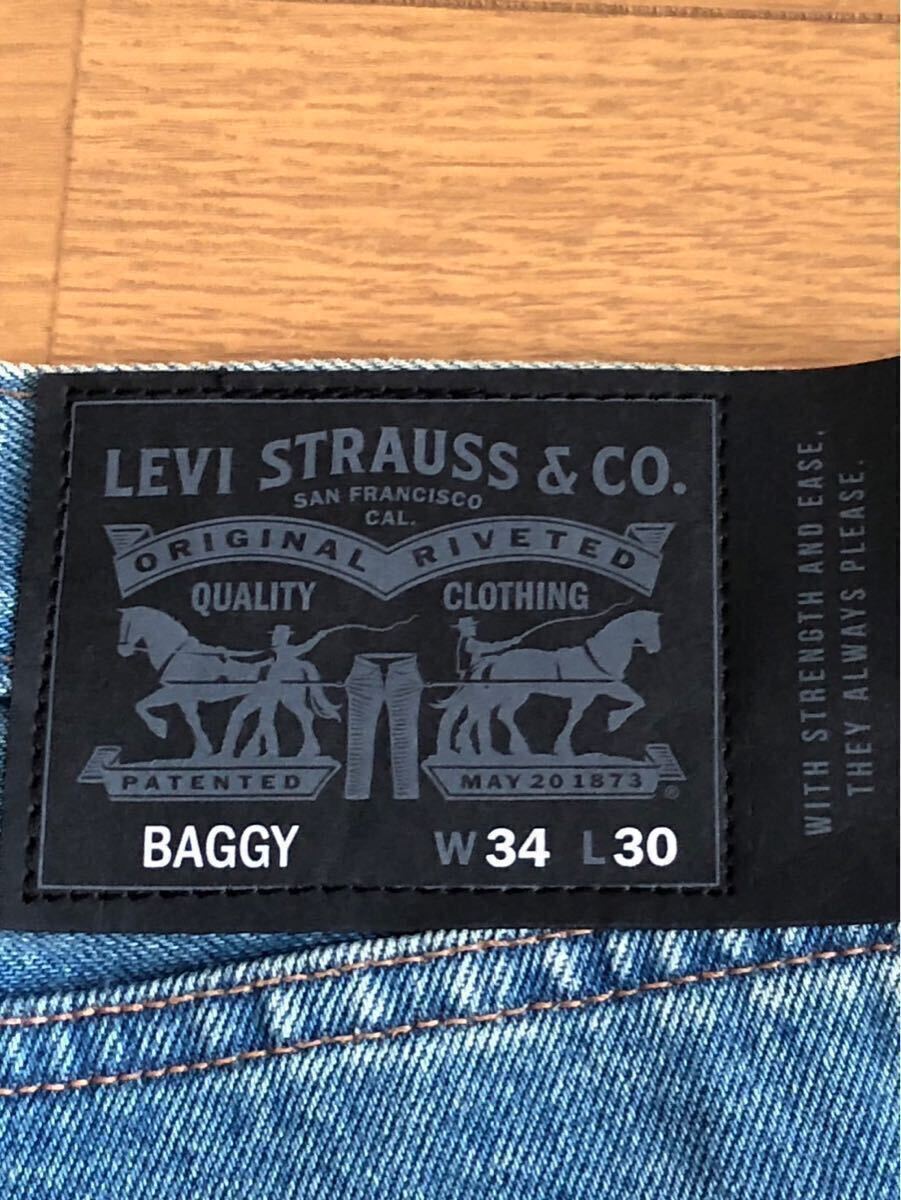 LEVI STRAUSS & CO.
SAN FRANCISCO
CAL.
ORIGINAL RIVETED
QUALITY CLOTHING
PATENTED MAY 20 1873 ®
BAGGY W 34 L 30
WITH STRENGTH AND EASE,
THEY ALWAYS PLEASE.